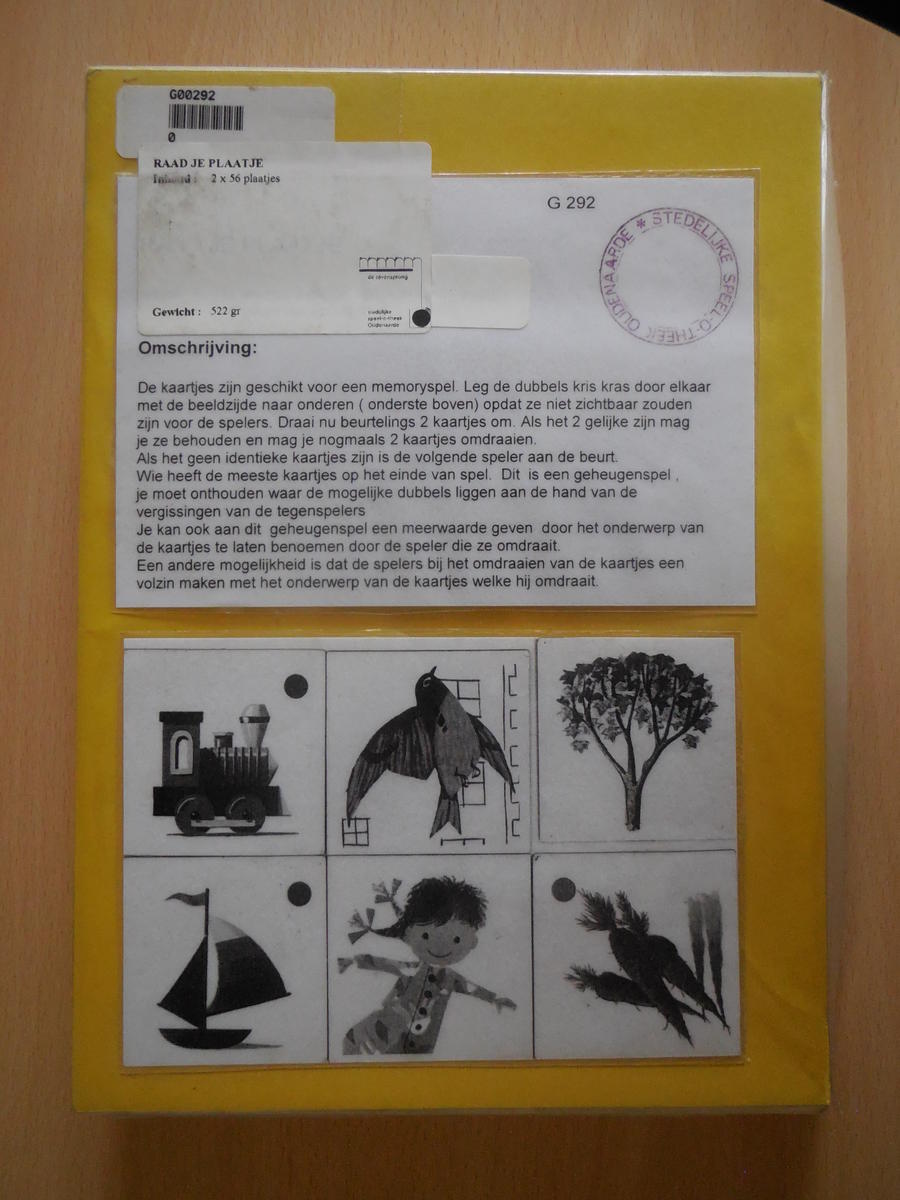 G00292
0
RAAD JE PLAATJE
Inhoud : 2 x 56 plaatjes
G 292
STEDELIJKE SPEEL-O-THEEK OUDENAARDE *
stedelijke
speel-o-theek
Oudenaarde
Gewicht : 522 gr
Omschrijving:
De kaartjes zijn geschikt voor een memoryspel. Leg de dubbels kris kras door elkaar
met de beeldzijde naar onderen ( onderste boven) opdat ze niet zichtbaar zouden
zijn voor de spelers. Draai nu beurtelings 2 kaartjes om. Als het 2 gelijke zijn mag
je ze behouden en mag je nogmaals 2 kaartjes omdraaien.
Als het geen identieke kaartjes zijn is de volgende speler aan de beurt.
Wie heeft de meeste kaartjes op het einde van spel. Dit is een geheugenspel ,
je moet onthouden waar de mogelijke dubbels liggen aan de hand van de
vergissingen van de tegenspelers
Je kan ook aan dit geheugenspel een meerwaarde geven door het onderwerp van
de kaartjes te laten benoemen door de speler die ze omdraait.
Een andere mogelijkheid is dat de spelers bij het omdraaien van de kaartjes een
volzin maken met het onderwerp van de kaartjes welke hij omdraait.